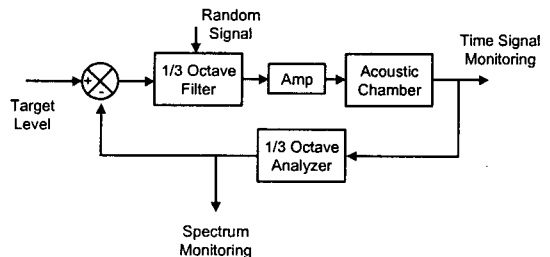 Random
Signal
Time Signal
Monitoring
+
-
1/3 Octave
Filter
Amp
Acoustic
Chamber
Target
Level
1/3 Octave
Analyzer
Spectrum
Monitoring